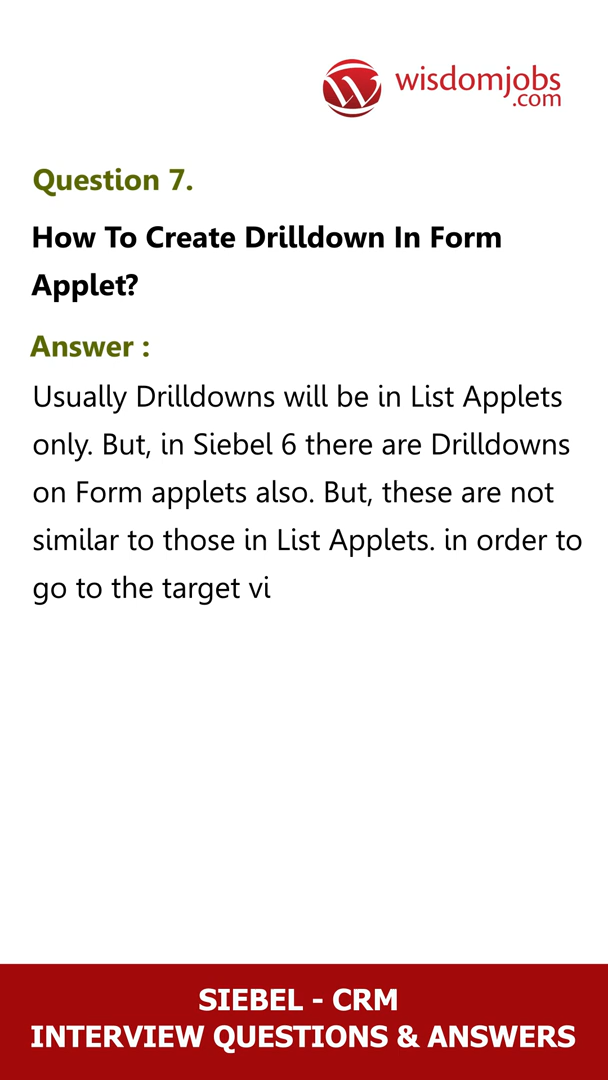 wisdomjobs
.com
Question 7.
How To Create Drilldown In Form
Applet?
Answer :
Usually Drilldowns will be in List Applets
only. But, in Siebel 6 there are Drilldowns
on Form applets also. But, these are not
similar to those in List Applets. in order to
go to the target vi
SIEBEL - CRM
INTERVIEW QUESTIONS & ANSWERS